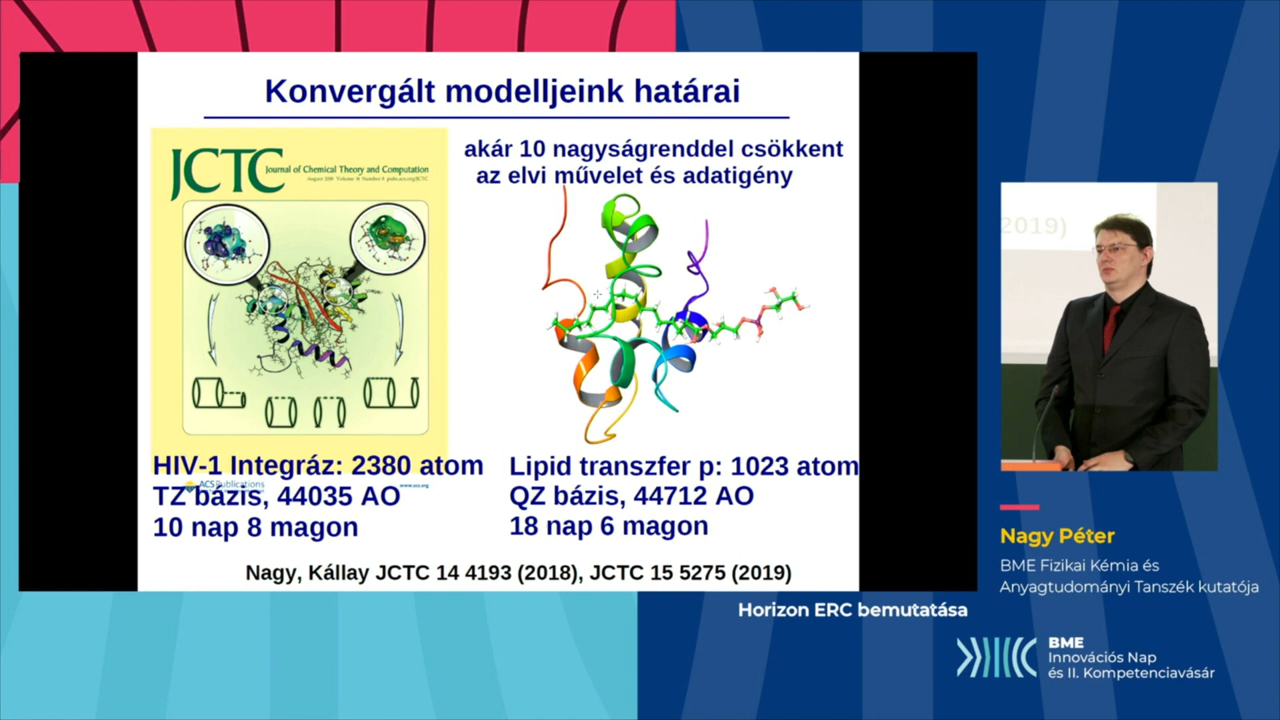 Konvergált modelljeink határai
JCTC
Journal of Chemical Theory and Computation
akár 10 nagyságrenddel csökkent
az elvi művelet és adatigény
HIV-1 Integráz: 2380 atom
ACS Publications
www.acs.org
TZ bázis, 44035 AO
10 nap 8 magon
Lipid transzfer p: 1023 atom
QZ bázis, 44712 AO
18 nap 6 magon
Nagy, Kállay JCTC 14 4193 (2018), JCTC 15 5275 (2019)
2019)
Nagy Péter
BME Fizikai Kémia és
Anyagtudományi Tanszék kutatója
Horizon ERC bemutatása
BME
Innovációs Nap
és II. Kompetenciavásár